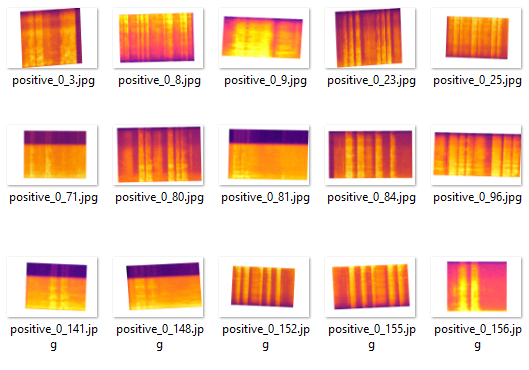 positive_0_3.jpg
positive_0_8.jpg
positive_0_9.jpg
positive_0_23.jpg
positive_0_25.jpg
positive_0_71.jpg
positive_0_80.jpg
positive_0_81.jpg
positive_0_84.jpg
positive_0_96.jpg
positive_0_141.jp
g
positive_0_148.jp
g
positive_0_152.jp
g
positive_0_155.jp
g
positive_0_156.jp
g